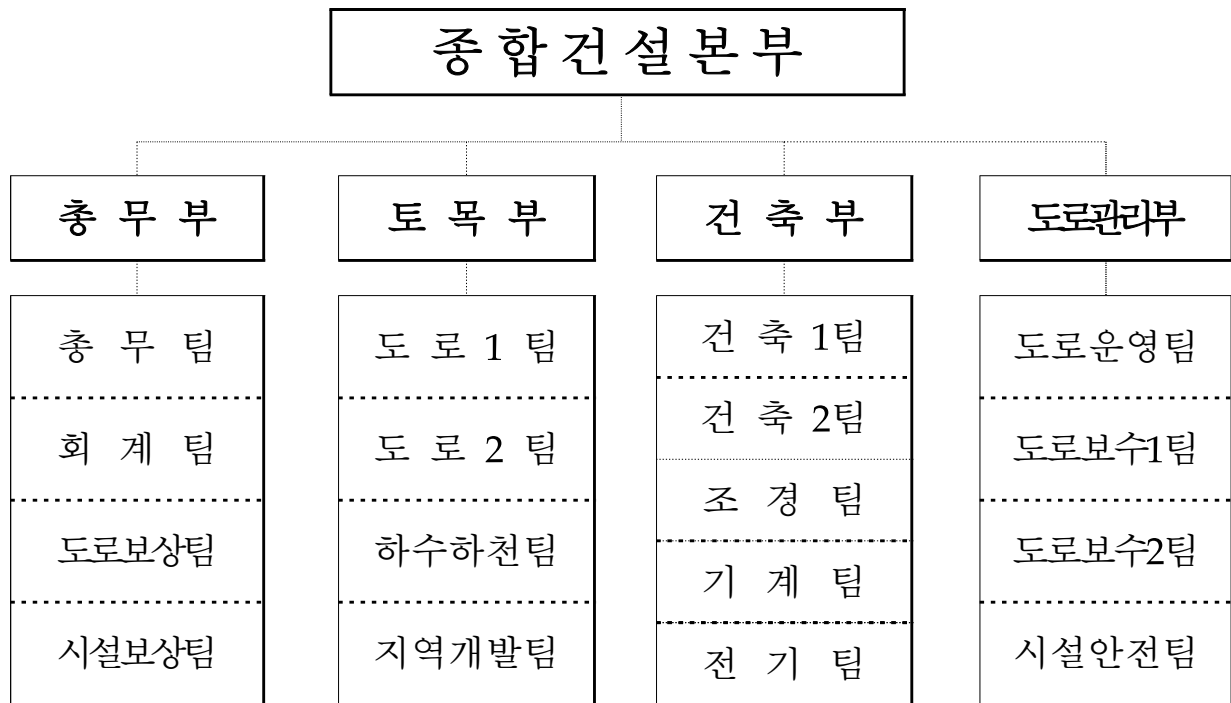 종합건설본부
총 무 부
토 목 부
건 축 부
도로관리부
총 무 팀
회 계 팀
도로보상팀
시설보상팀
도 로 1 팀
도 로 2 팀
하수하천팀
지역개발팀
건 축 1팀
건 축 2팀
조 경 팀
기 계 팀
전 기 팀
도로운영팀
도로보수1팀
도로보수2팀
시설안전팀